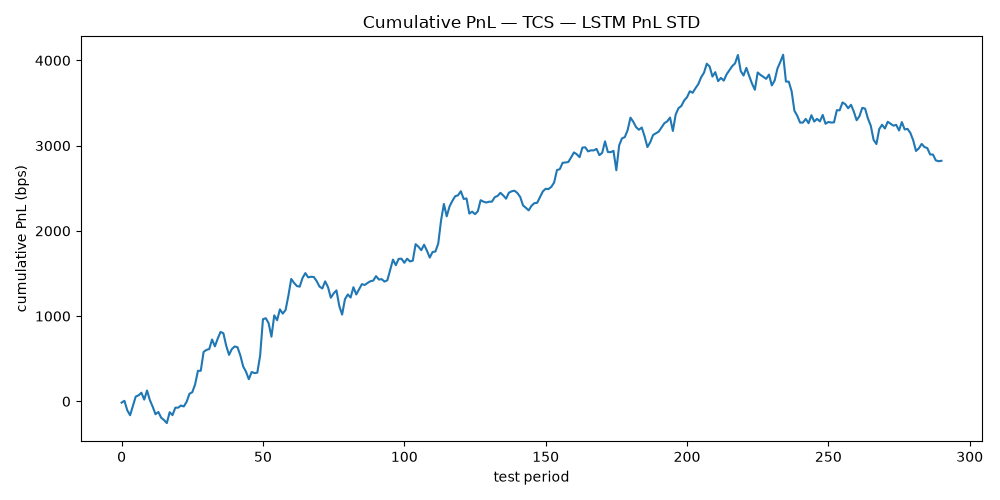 Cumulative PnL — TCS — LSTM PnL STD
cumulative PnL (bps)
4000
3000
2000
1000
0
0 50 100 150 200 250 300
test period